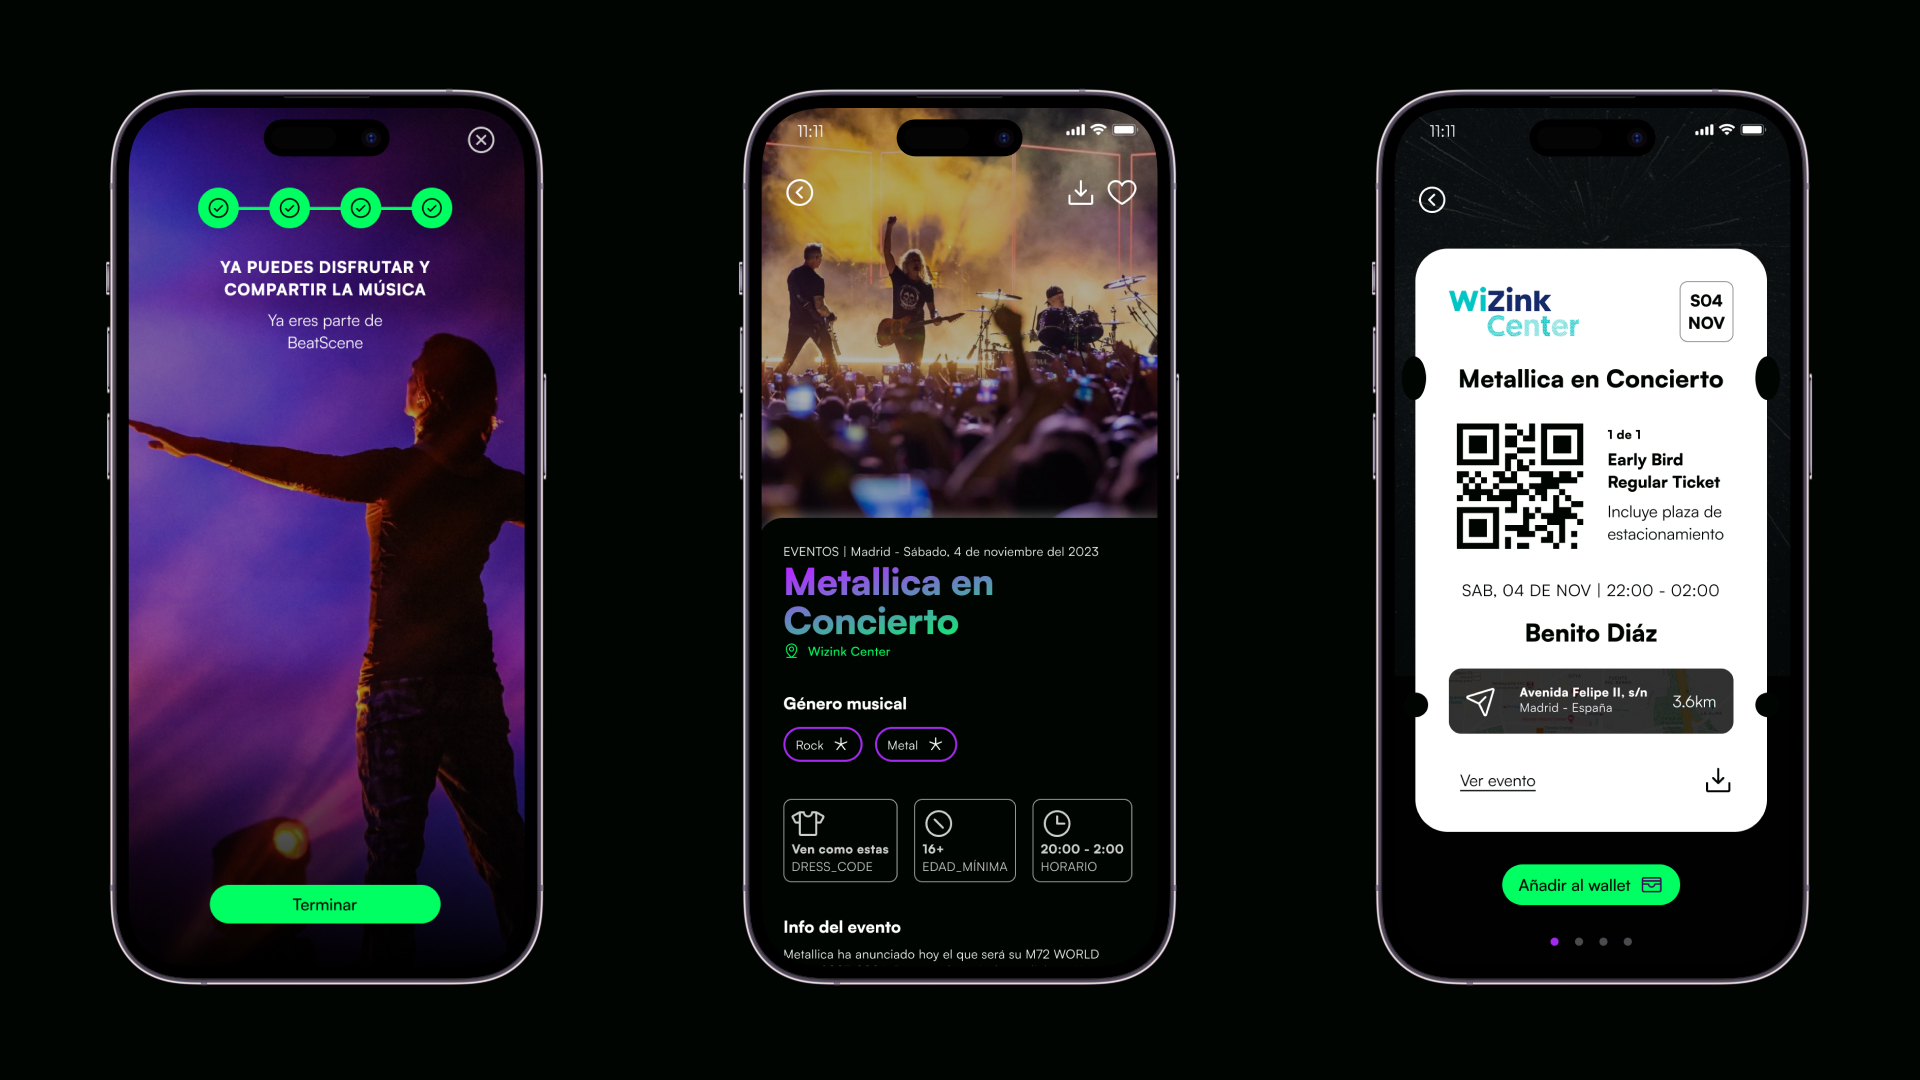 YA PUEDES DISFRUTAR Y
COMPARTIR LA MÚSICA
Ya eres parte de
BeatScene
Terminar
11:11
EVENTOS | Madrid - Sábado, 4 de noviembre del 2023
Metallica en
Concierto
Wizink Center
Género musical
Rock
Metal
Ven como estas
DRESS_CODE
16+
EDAD_MÍNIMA
20:00 - 2:00
HORARIO
Info del evento
Metallica ha anunciado hoy el que será su M72 WORLD
11:11
WiZink
Center
S04
NOV
Metallica en Concierto
1 de 1
Early Bird
Regular Ticket
Incluye plaza de
estacionamiento
SAB, 04 DE NOV | 22:00 - 02:00
Benito Diáz
Avenida Felipe II, s/n
Madrid - España
3.6km
Ver evento
Añadir al wallet